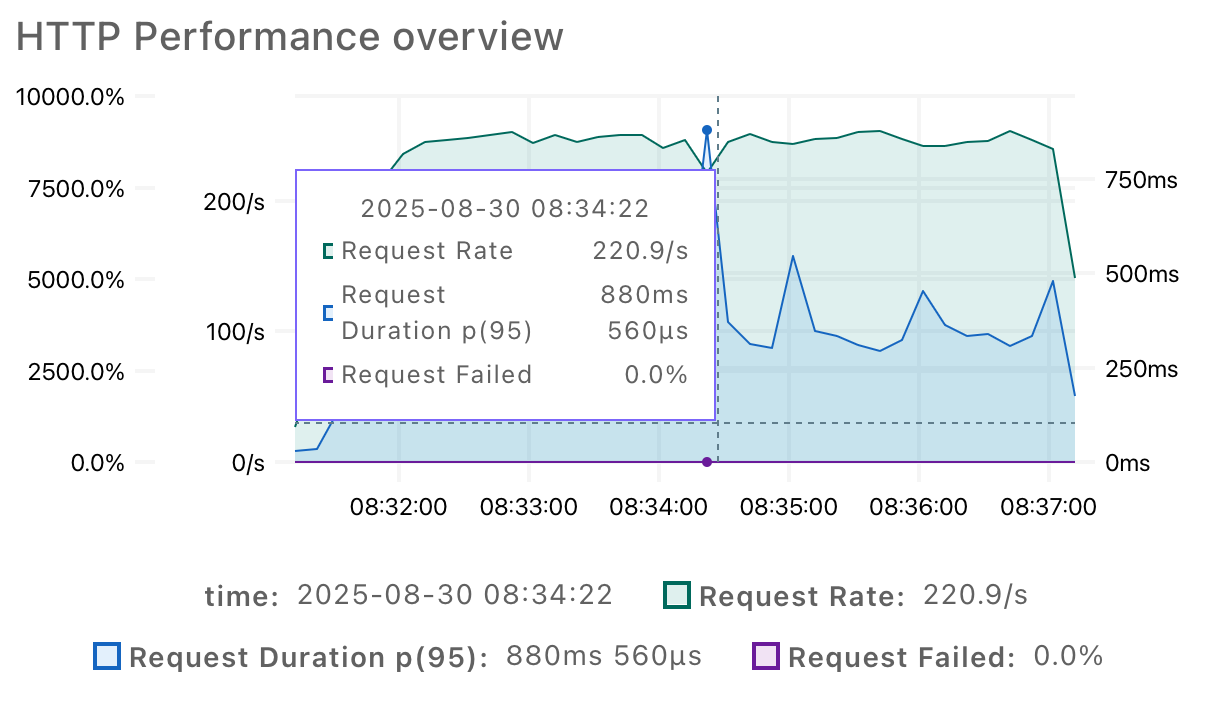 HTTP Performance overview
10000.0%
7500.0%
5000.0%
2500.0%
0.0%
200/s
100/s
0/s
2025-08-30 08:34:22
Request Rate 220.9/s
Request 880ms
Duration p(95) 560µs
Request Failed 0.0%
750ms
500ms
250ms
0ms
08:32:00 08:33:00 08:34:00 08:35:00 08:36:00 08:37:00
time: 2025-08-30 08:34:22 Request Rate: 220.9/s
Request Duration p(95): 880ms 560µs Request Failed: 0.0%